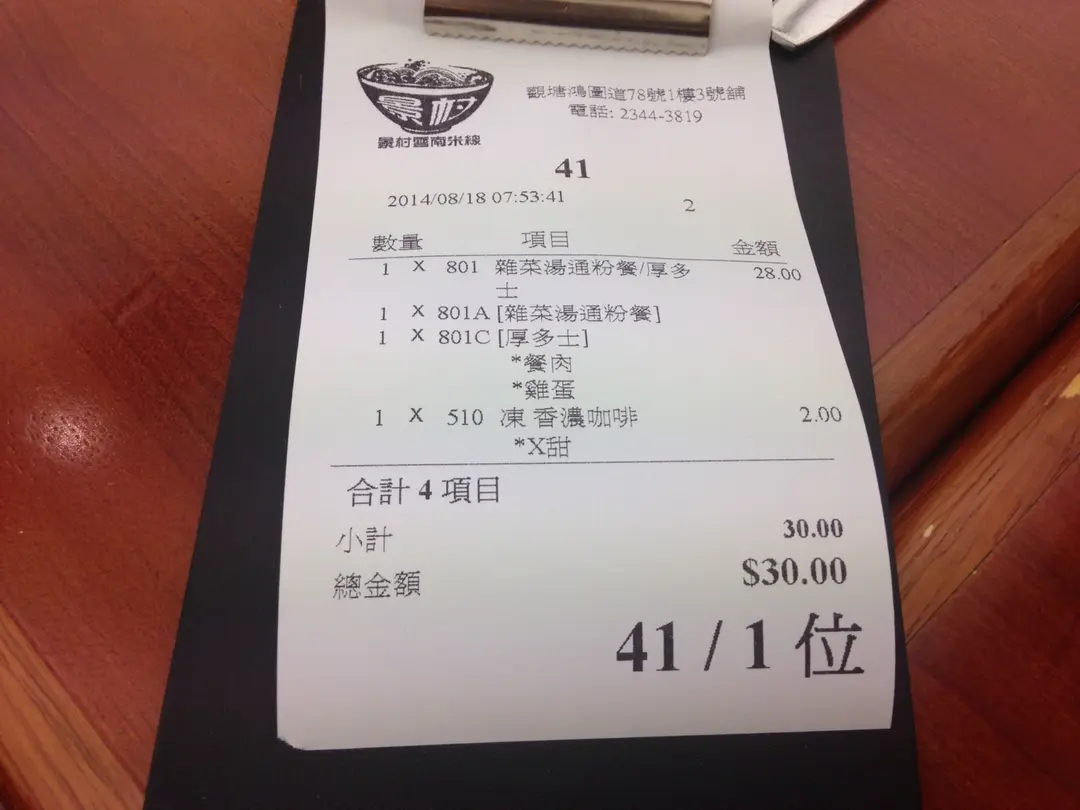 景村
景村雲南米線
觀塘鴻圖道78號1樓3號舖
電話: 2344-3819
41
2014/08/18 07:53:41 2
數量 項目 金額
1 X 801 雜菜湯通粉餐/厚多 28.00
士
1 X 801A [雜菜湯通粉餐]
1 X 801C [厚多士]
*餐肉
*雞蛋
1 X 510 凍 香濃咖啡 2.00
*X甜
合計 4 項目
小計 30.00
總金額 $30.00
41 / 1 位